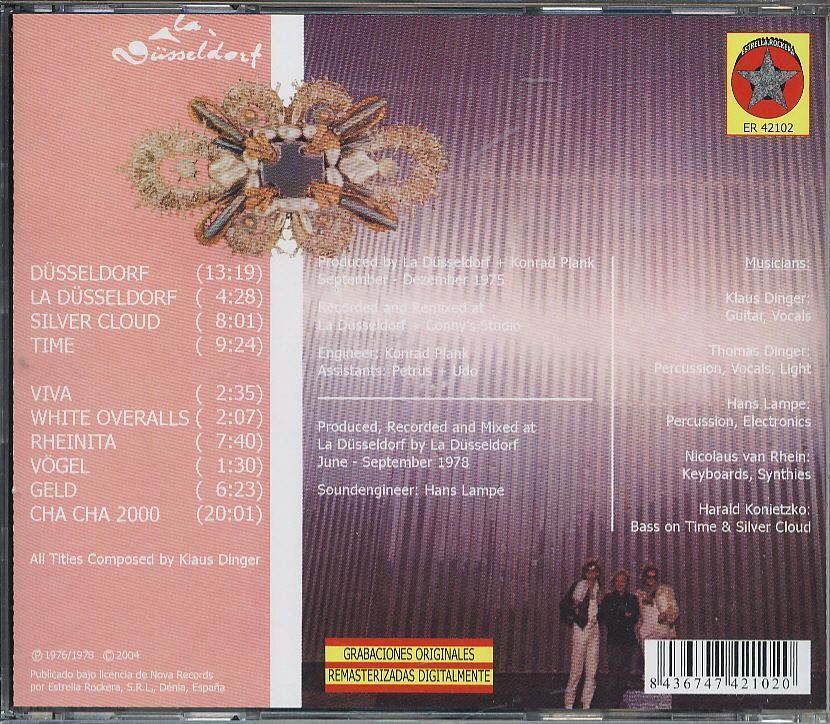 la
Düsseldorf
ESTRELLA ROCKERA
ER 42102
DÜSSELDORF (13:19)
LA DÜSSELDORF ( 4:28)
SILVER CLOUD ( 8:01)
TIME ( 9:24)
VIVA ( 2:35)
WHITE OVERALLS ( 2:07)
RHEINITA ( 7:40)
VÖGEL ( 1:30)
GELD ( 6:23)
CHA CHA 2000 (20:01)
All Titles Composed by Klaus Dinger
℗ 1976/1978 © 2004
Publicado bajo licencia de Nova Records
por Estrella Rockera, S.R.L., Dénia, España
Produced by La Düsseldorf + Konrad Plank
September - Dezember 1975
Recorded and Remixed at
La Düsseldorf + Conny's Studio
Engineer: Konrad Plank
Assistants: Petrus + Udo
Produced, Recorded and Mixed at
La Düsseldorf by La Düsseldorf
June - September 1978
Soundengineer: Hans Lampe
Musicians:
Klaus Dinger:
Guitar, Vocals
Thomas Dinger:
Percussion, Vocals, Light
Hans Lampe:
Percussion, Electronics
Nicolaus van Rhein:
Keyboards, Synthies
Harald Konietzko:
Bass on Time & Silver Cloud
GRABACIONES ORIGINALES
REMASTERIZADAS DIGITALMENTE
8 436747 421020